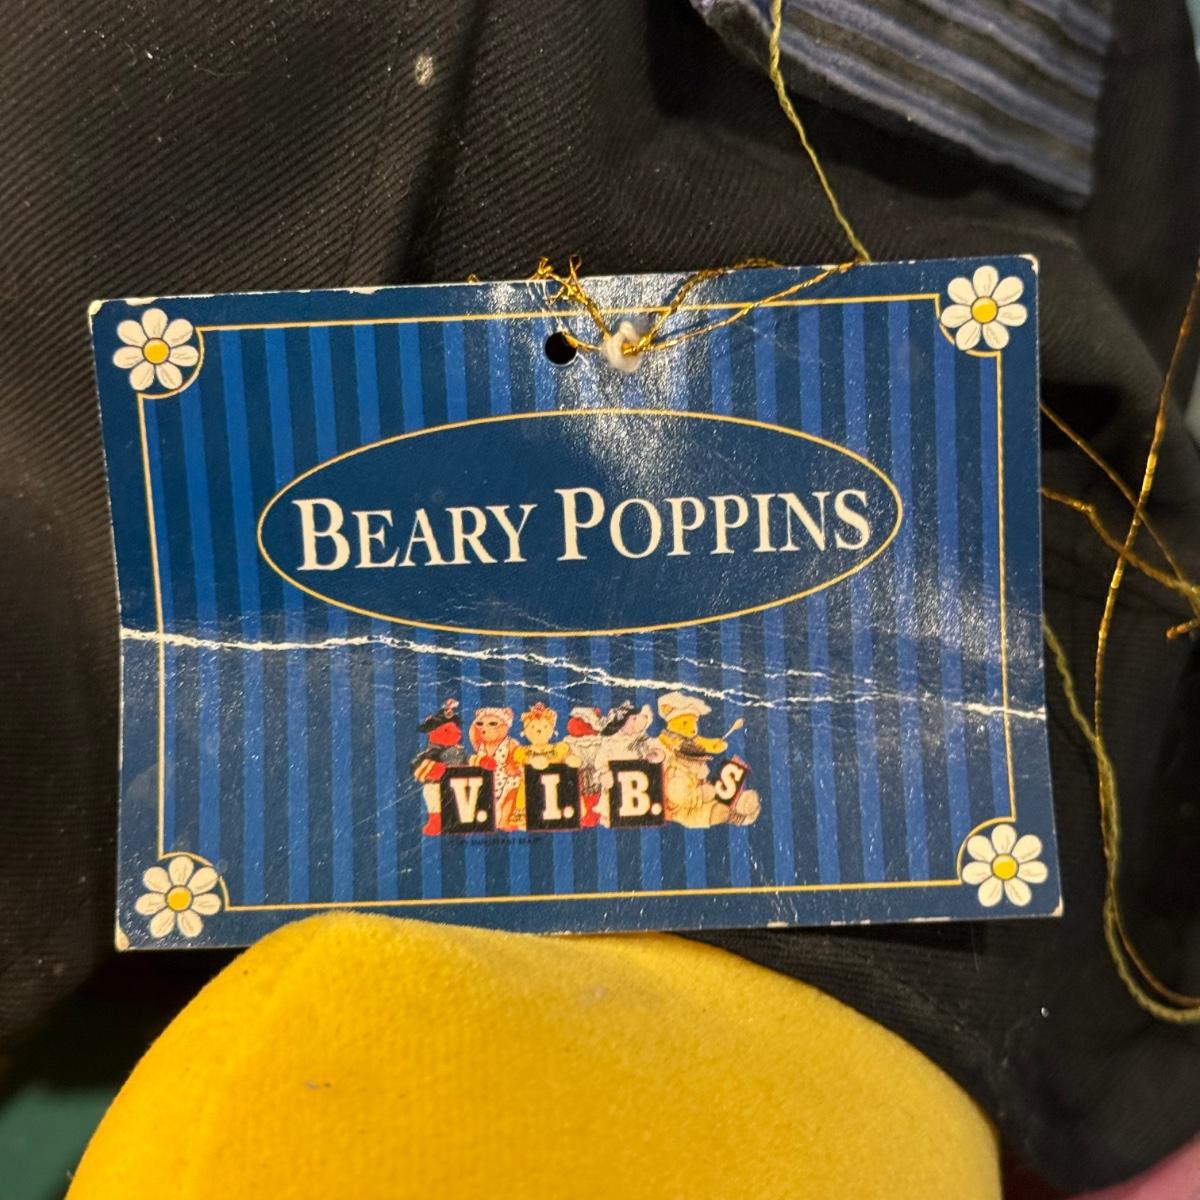 BEARY POPPINS
V. I. B. S